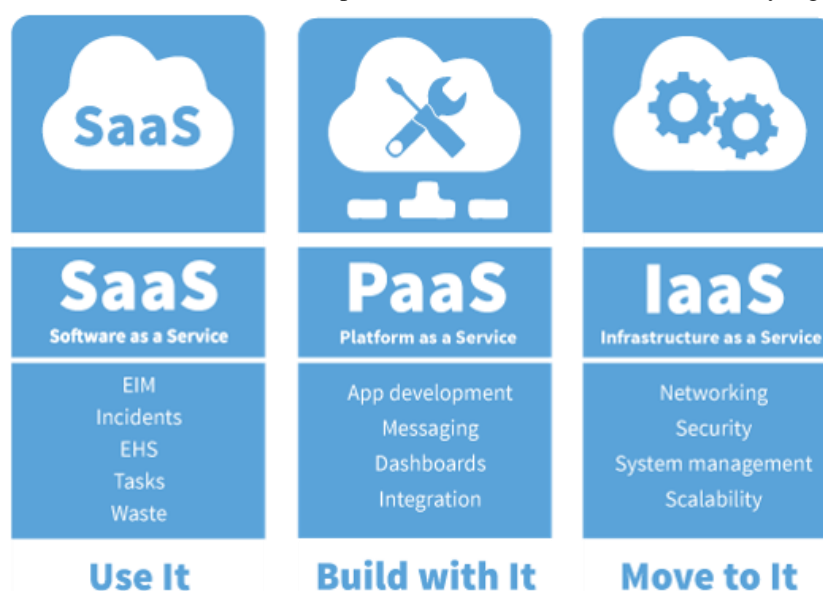 SaaS
SaaS
Software as a Service
EIM
Incidents
EHS
Tasks
Waste
Use It
PaaS
Platform as a Service
App development
Messaging
Dashboards
Integration
Build with It
IaaS
Infrastructure as a Service
Networking
Security
System management
Scalability
Move to It